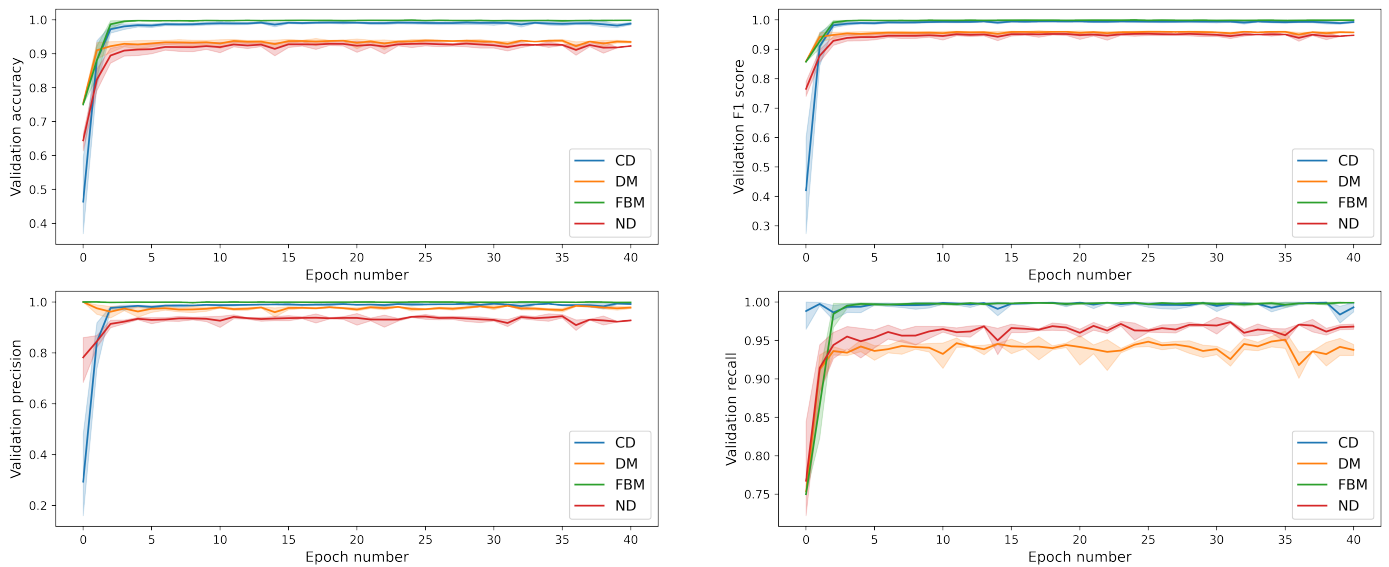 Validation accuracy
1.0
0.9
0.8
0.7
0.6
0.5
0.4
0 5 10 15 20 25 30 35 40
Epoch number
CD
DM
FBM
ND
Validation F1 score
1.0
0.9
0.8
0.7
0.6
0.5
0.4
0.3
0 5 10 15 20 25 30 35 40
Epoch number
CD
DM
FBM
ND
Validation precision
1.0
0.8
0.6
0.4
0.2
0 5 10 15 20 25 30 35 40
Epoch number
CD
DM
FBM
ND
Validation recall
1.00
0.95
0.90
0.85
0.80
0.75
0 5 10 15 20 25 30 35 40
Epoch number
CD
DM
FBM
ND